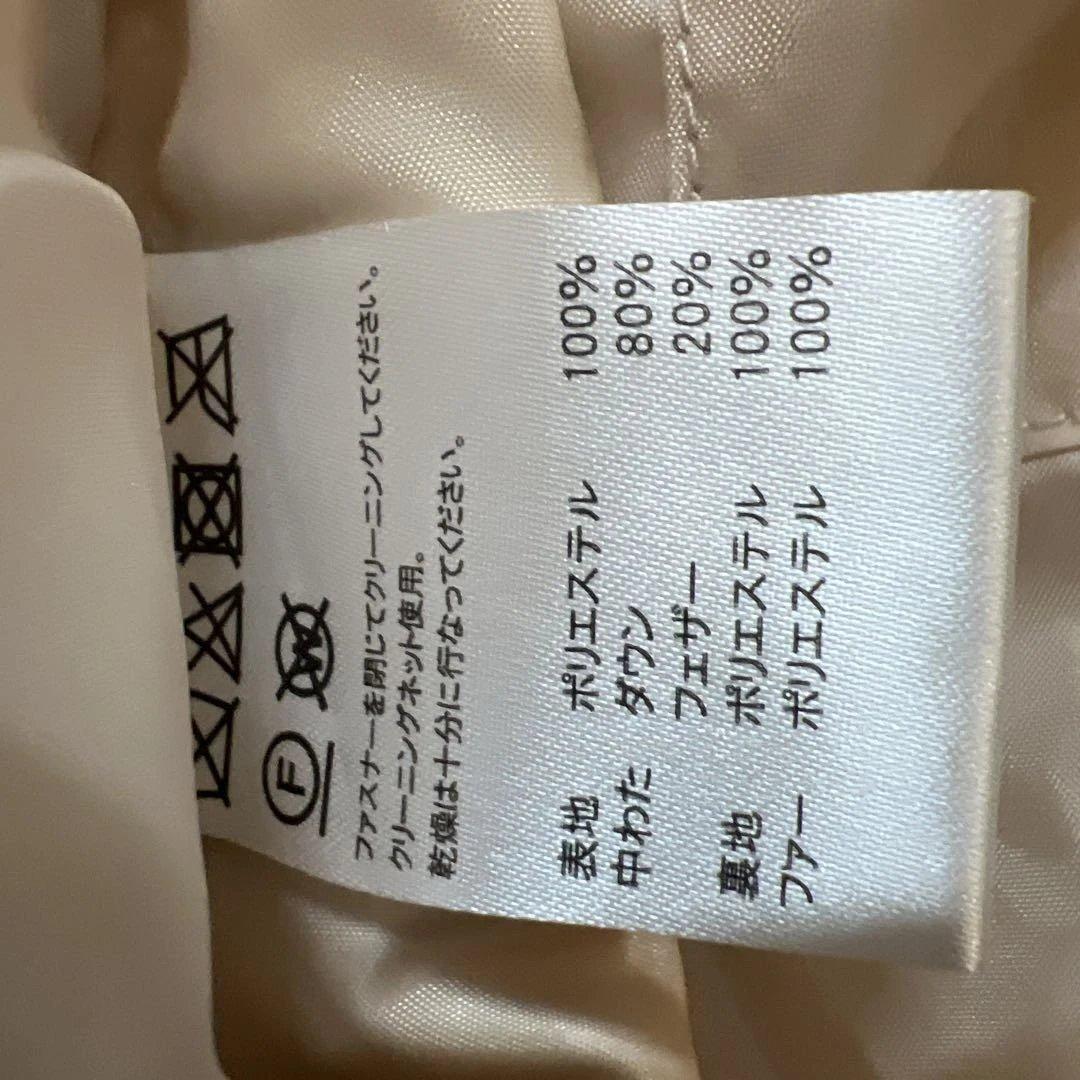 F W
ファスナーを閉じてクリーニングしてください。
クリーニングネット使用。
乾燥は十分に行なってください。
表地 ポリエステル 100%
中わた ダウン 80%
フェザー 20%
裏地 ポリエステル 100%
ファー ポリエステル 100%